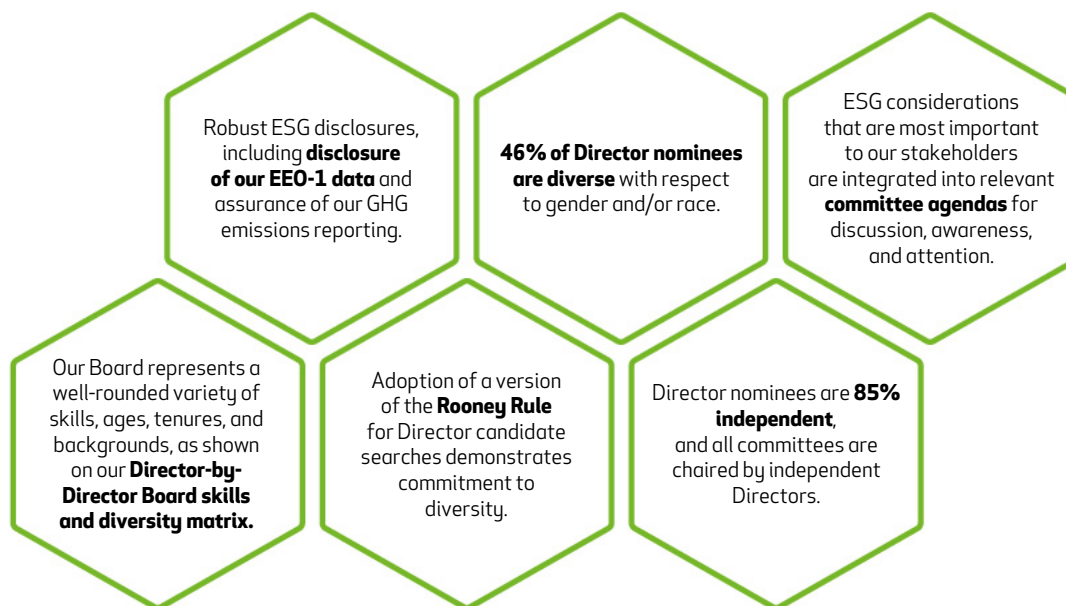 Robust ESG disclosures,
including disclosure
of our EEO-1 data and
assurance of our GHG
emissions reporting.
46% of Director nominees
are diverse with respect
to gender and/or race.
ESG considerations
that are most important
to our stakeholders
are integrated into relevant
committee agendas for
discussion, awareness,
and attention.
Our Board represents a
well-rounded variety of
skills, ages, tenures, and
backgrounds, as shown
on our Director-by-
Director Board skills
and diversity matrix.
Adoption of a version
of the Rooney Rule
for Director candidate
searches demonstrates
commitment to
diversity.
Director nominees are 85%
independent,
and all committees are
chaired by independent
Directors.